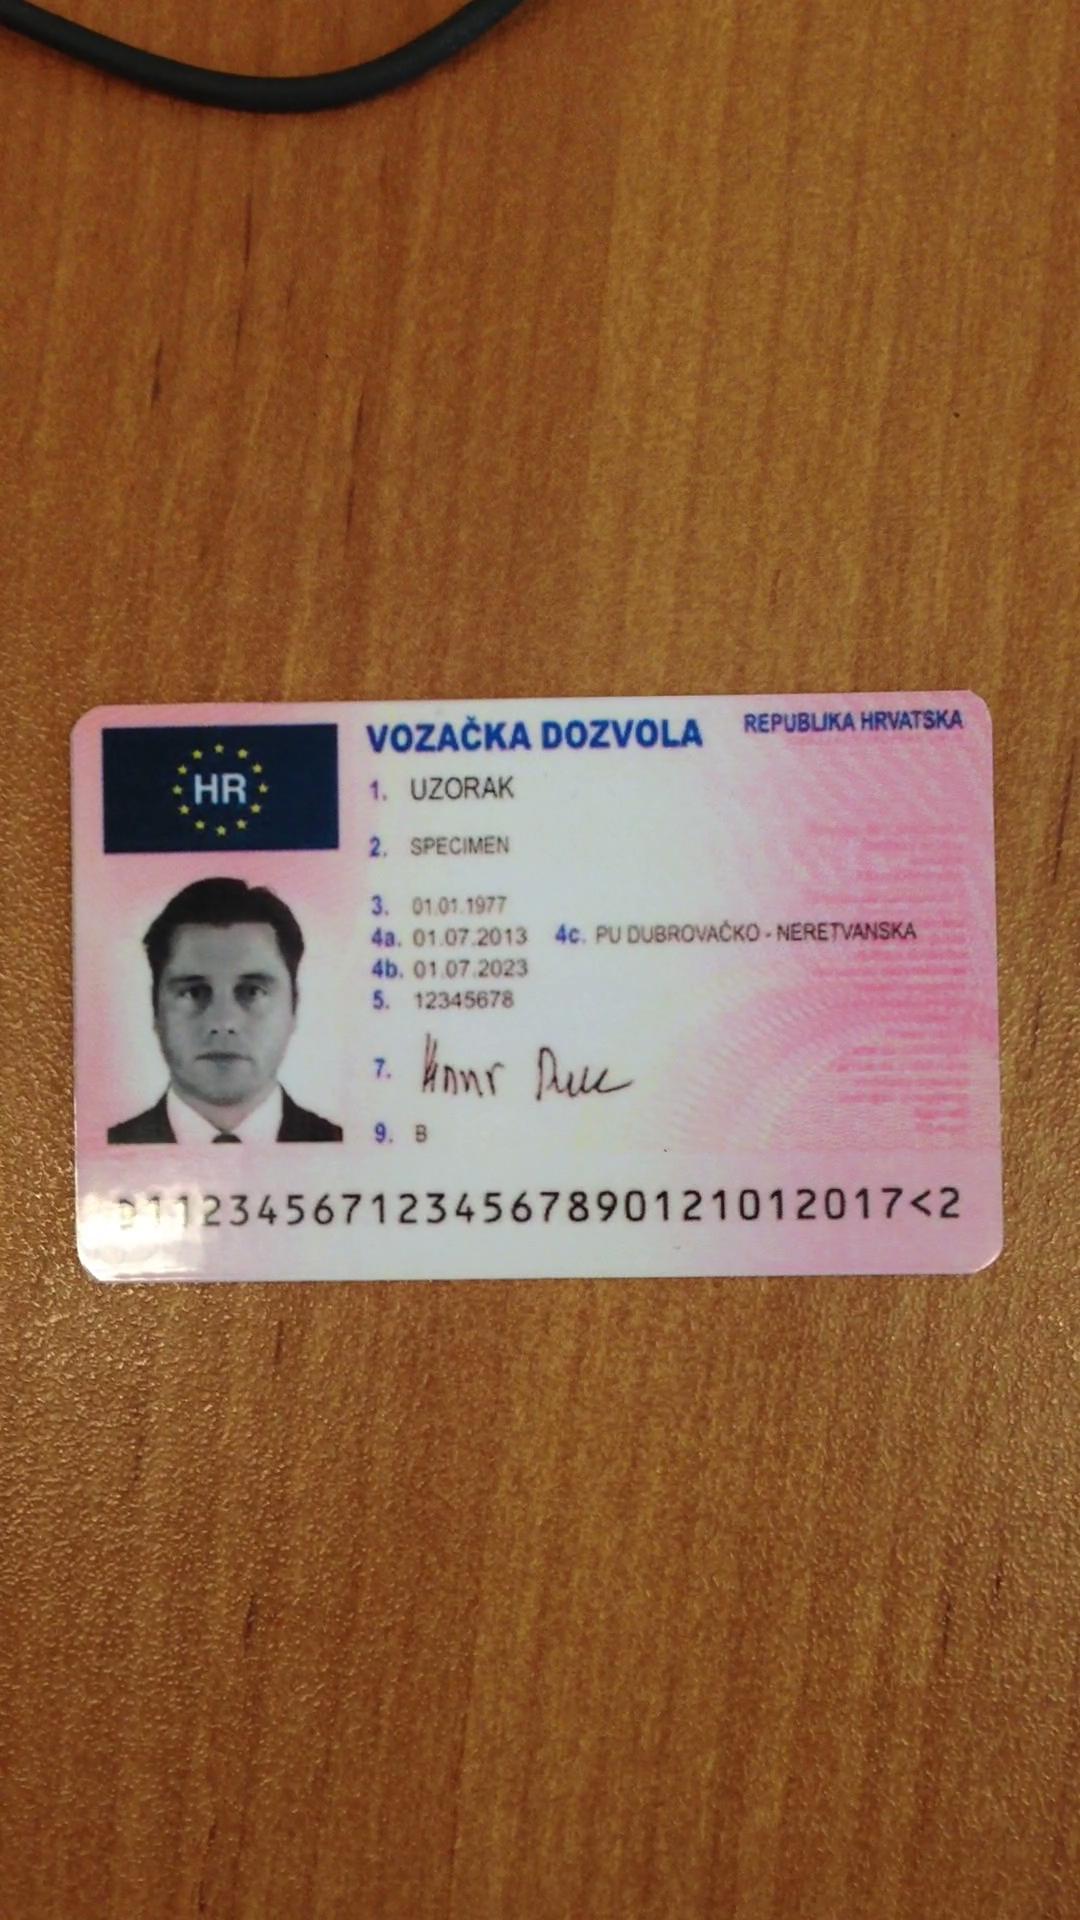 HR
VOZAČKA DOZVOLA REPUBLIKA HRVATSKA
1. UZORAK
2. SPECIMEN
3. 01.01.1977
4a. 01.07.2013 4c. PU DUBROVAČKO - NERETVANSKA
4b. 01.07.2023
5. 12345678
7.
9. B
D112345671234567890121012017<2